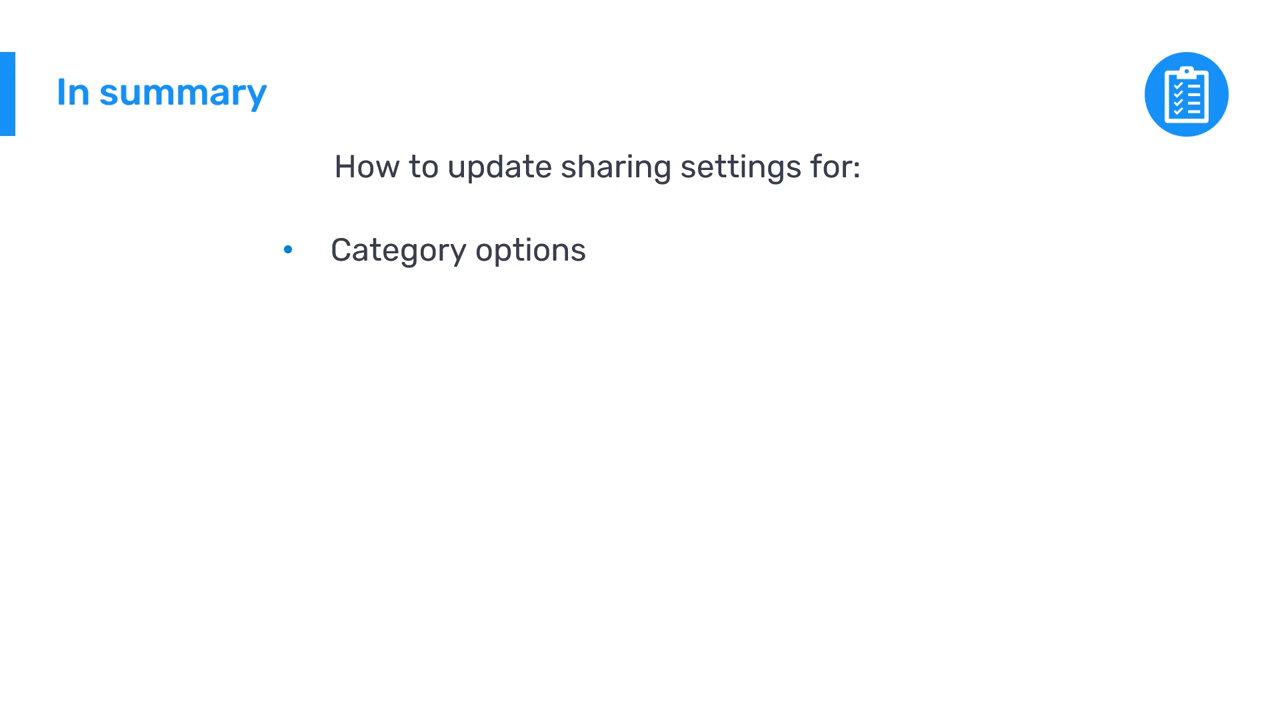 In summary
How to update sharing settings for:
• Category options